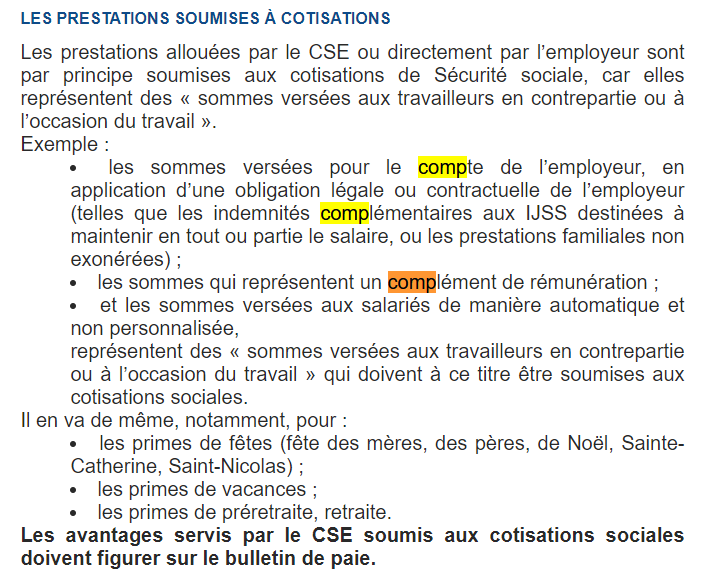 LES PRESTATIONS SOUMISES À COTISATIONS
Les prestations allouées par le CSE ou directement par l’employeur sont
par principe soumises aux cotisations de Sécurité sociale, car elles
représentent des « sommes versées aux travailleurs en contrepartie ou à
l’occasion du travail ».
Exemple :
• les sommes versées pour le compte de l’employeur, en
application d’une obligation légale ou contractuelle de l’employeur
(telles que les indemnités complémentaires aux IJSS destinées à
maintenir en tout ou partie le salaire, ou les prestations familiales non
exonérées) ;
• les sommes qui représentent un complément de rémunération ;
• et les sommes versées aux salariés de manière automatique et
non personnalisée,
représentent des « sommes versées aux travailleurs en contrepartie
ou à l’occasion du travail » qui doivent à ce titre être soumises aux
cotisations sociales.
Il en va de même, notamment, pour :
• les primes de fêtes (fête des mères, des pères, de Noël, Sainte-
Catherine, Saint-Nicolas) ;
• les primes de vacances ;
• les primes de préretraite, retraite.
Les avantages servis par le CSE soumis aux cotisations sociales
doivent figurer sur le bulletin de paie.